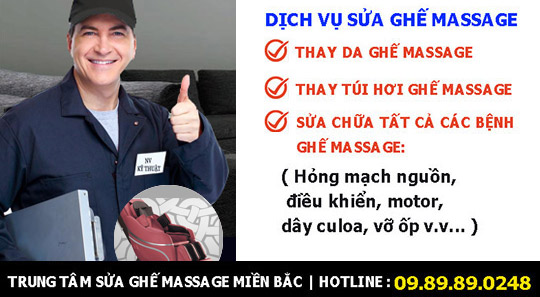 DỊCH VỤ SỬA GHẾ MASSAGE
THAY DA GHẾ MASSAGE
THAY TÚI HƠI GHẾ MASSAGE
SỬA CHỮA TẤT CẢ CÁC BỆNH
GHẾ MASSAGE:
( Hỏng mạch nguồn,
điều khiển, motor,
dây culoa, vỡ ốp v.v... )
NV
KỸ THUẬT
TRUNG TÂM SỬA GHẾ MASSAGE MIỀN BẮC | HOTLINE : 09.89.89.0248